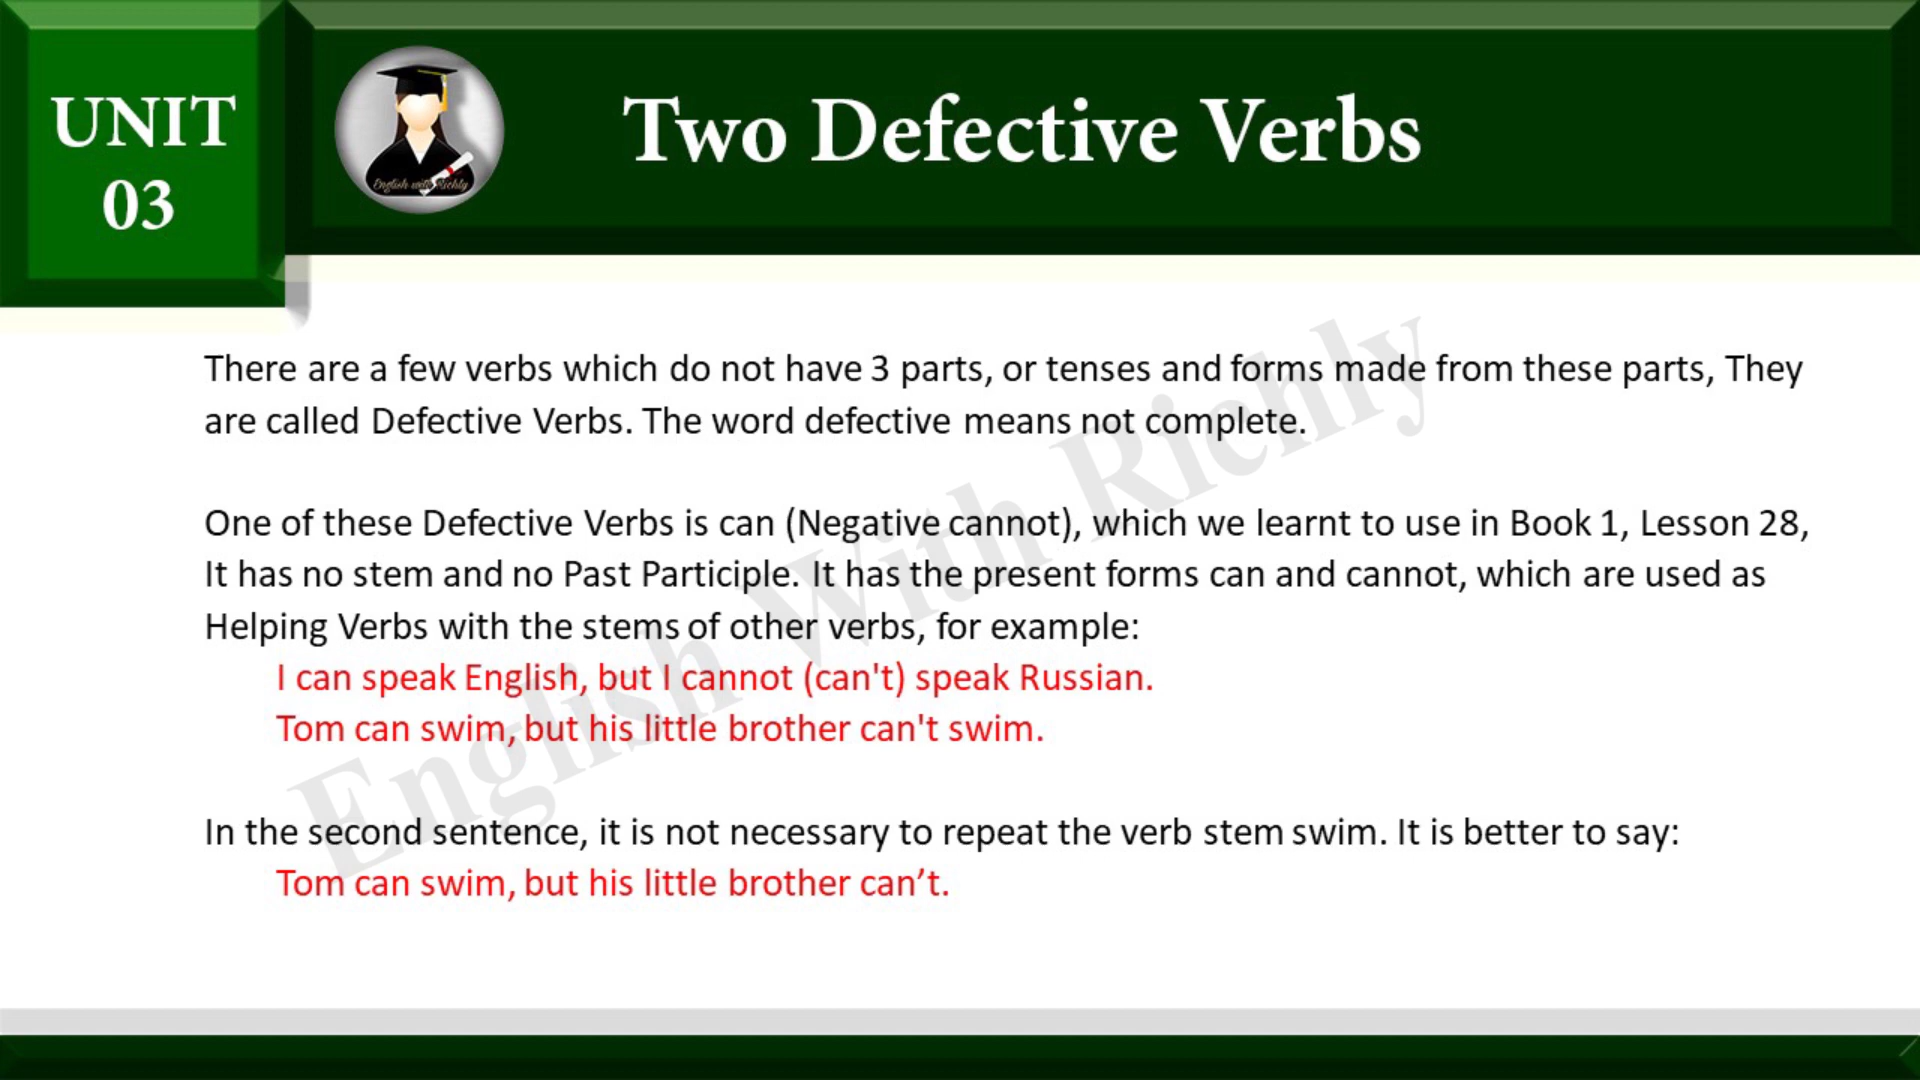 UNIT
03
English with Richly
Two Defective Verbs
There are a few verbs which do not have 3 parts, or tenses and forms made from these parts, They
are called Defective Verbs. The word defective means not complete.
One of these Defective Verbs is can (Negative cannot), which we learnt to use in Book 1, Lesson 28,
It has no stem and no Past Participle. It has the present forms can and cannot, which are used as
Helping Verbs with the stems of other verbs, for example:
I can speak English, but I cannot (can't) speak Russian.
Tom can swim, but his little brother can't swim.
In the second sentence, it is not necessary to repeat the verb stem swim. It is better to say:
Tom can swim, but his little brother can’t.
English With Richly